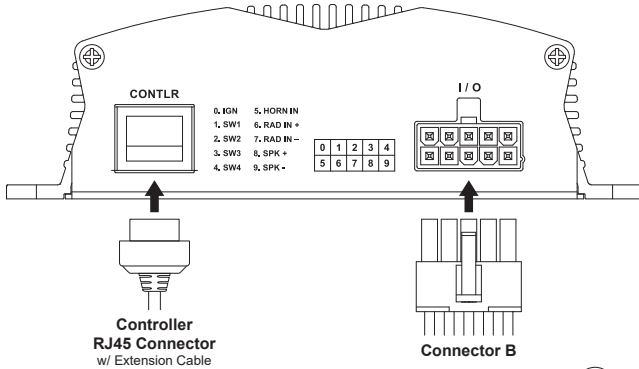 CONTLR
I / O
0. IGN 5. HORN IN
1. SW1 6. RAD IN +
2. SW2 7. RAD IN –
3. SW3 8. SPK +
4. SW4 9. SPK -
0 1 2 3 4
5 6 7 8 9
Controller
RJ45 Connector
w/ Extension Cable
Connector B